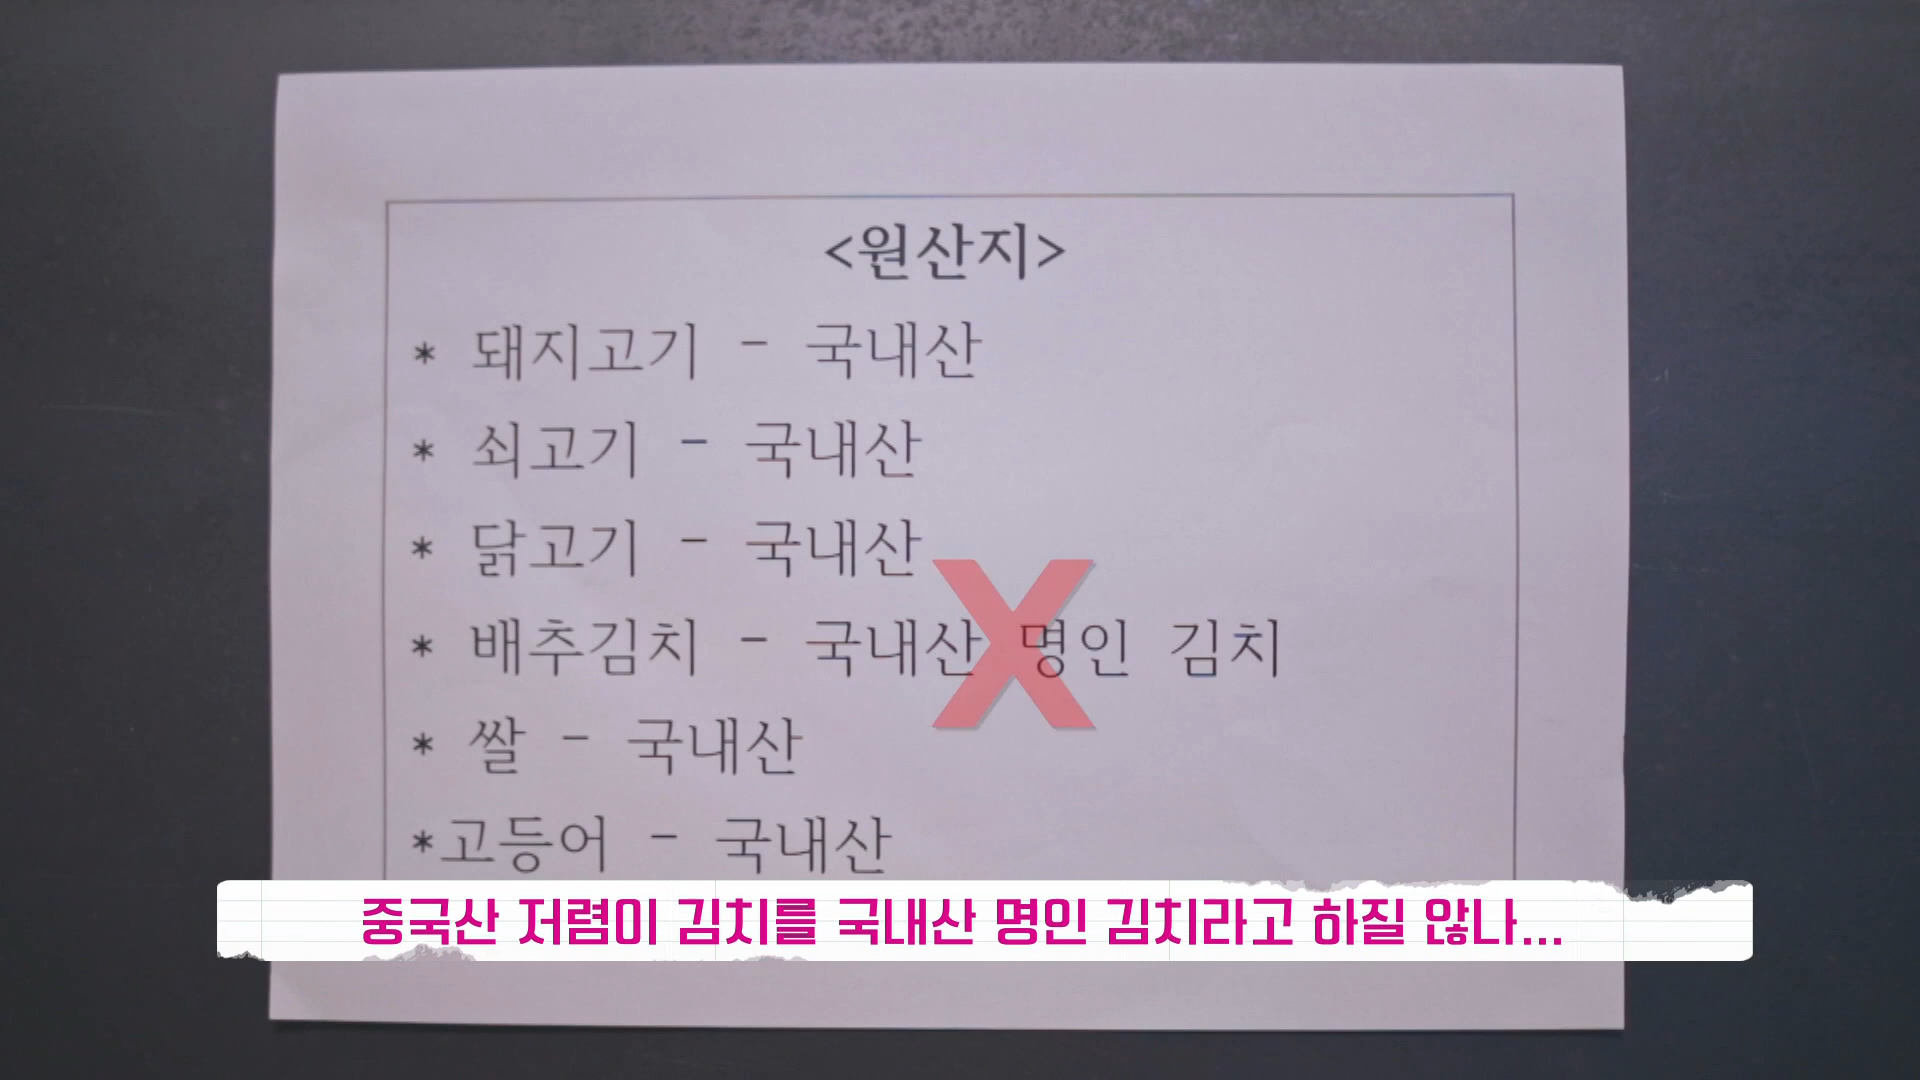 <원산지>
* 돼지고기 - 국내산
* 쇠고기 - 국내산
* 닭고기 - 국내산
* 배추김치 - 국내산 명인 김치
X
* 쌀 - 국내산
*고등어 - 국내산
중국산 저렴이 김치를 국내산 명인 김치라고 하질 않나...